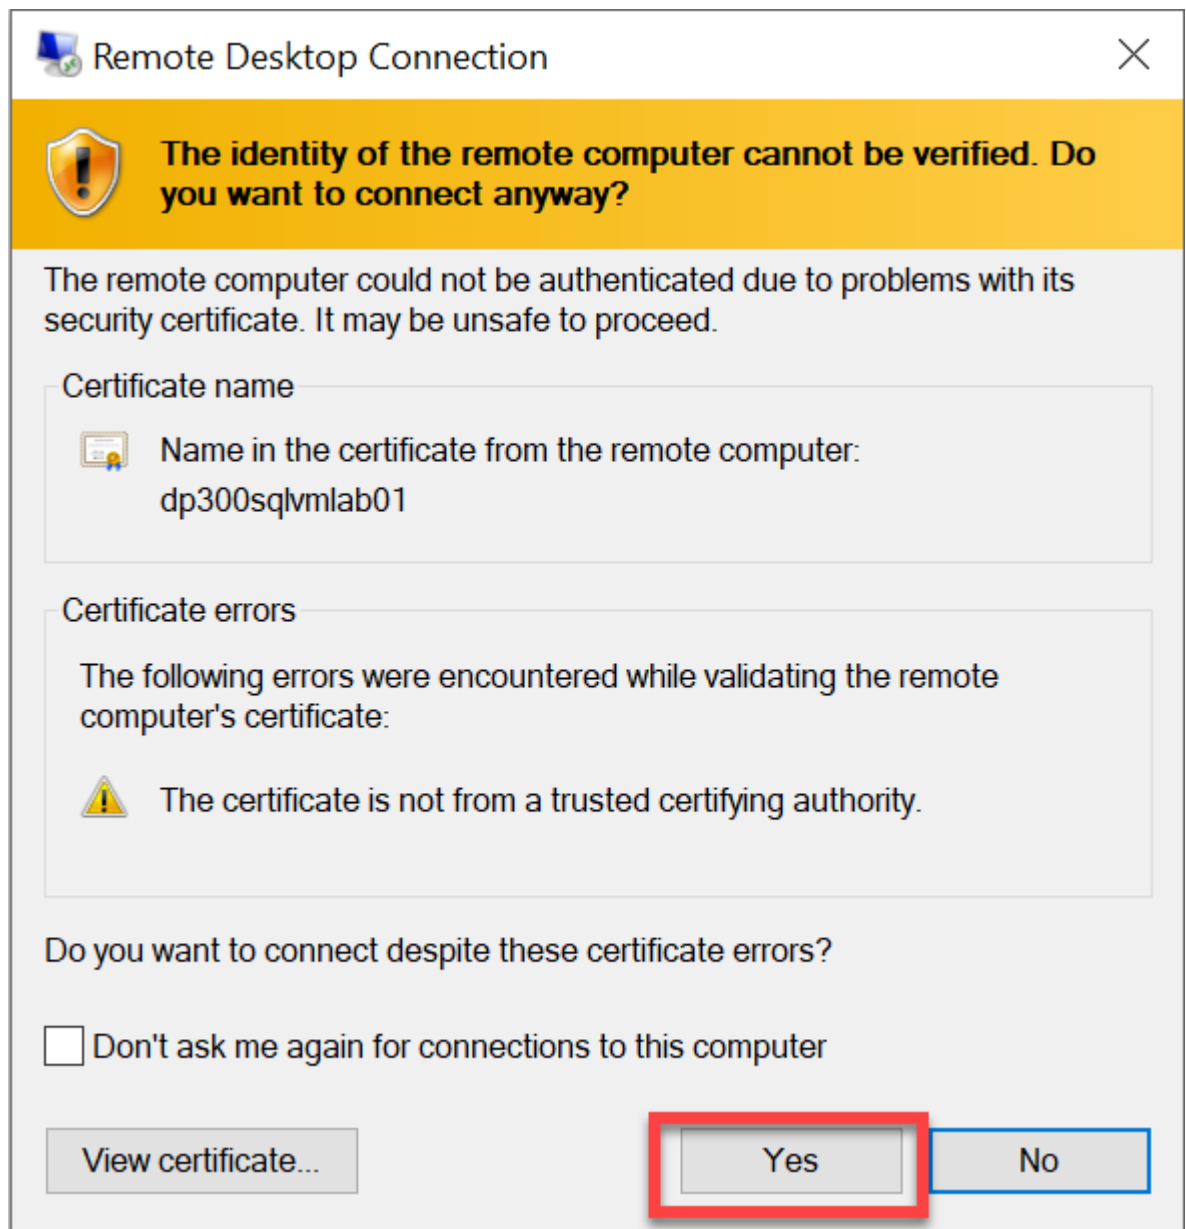 Remote Desktop Connection
The identity of the remote computer cannot be verified. Do
you want to connect anyway?
The remote computer could not be authenticated due to problems with its
security certificate. It may be unsafe to proceed.
Certificate name
Name in the certificate from the remote computer:
dp300sqlvmlab01
Certificate errors
The following errors were encountered while validating the remote
computer's certificate:
The certificate is not from a trusted certifying authority.
Do you want to connect despite these certificate errors?
Don't ask me again for connections to this computer
View certificate... Yes No